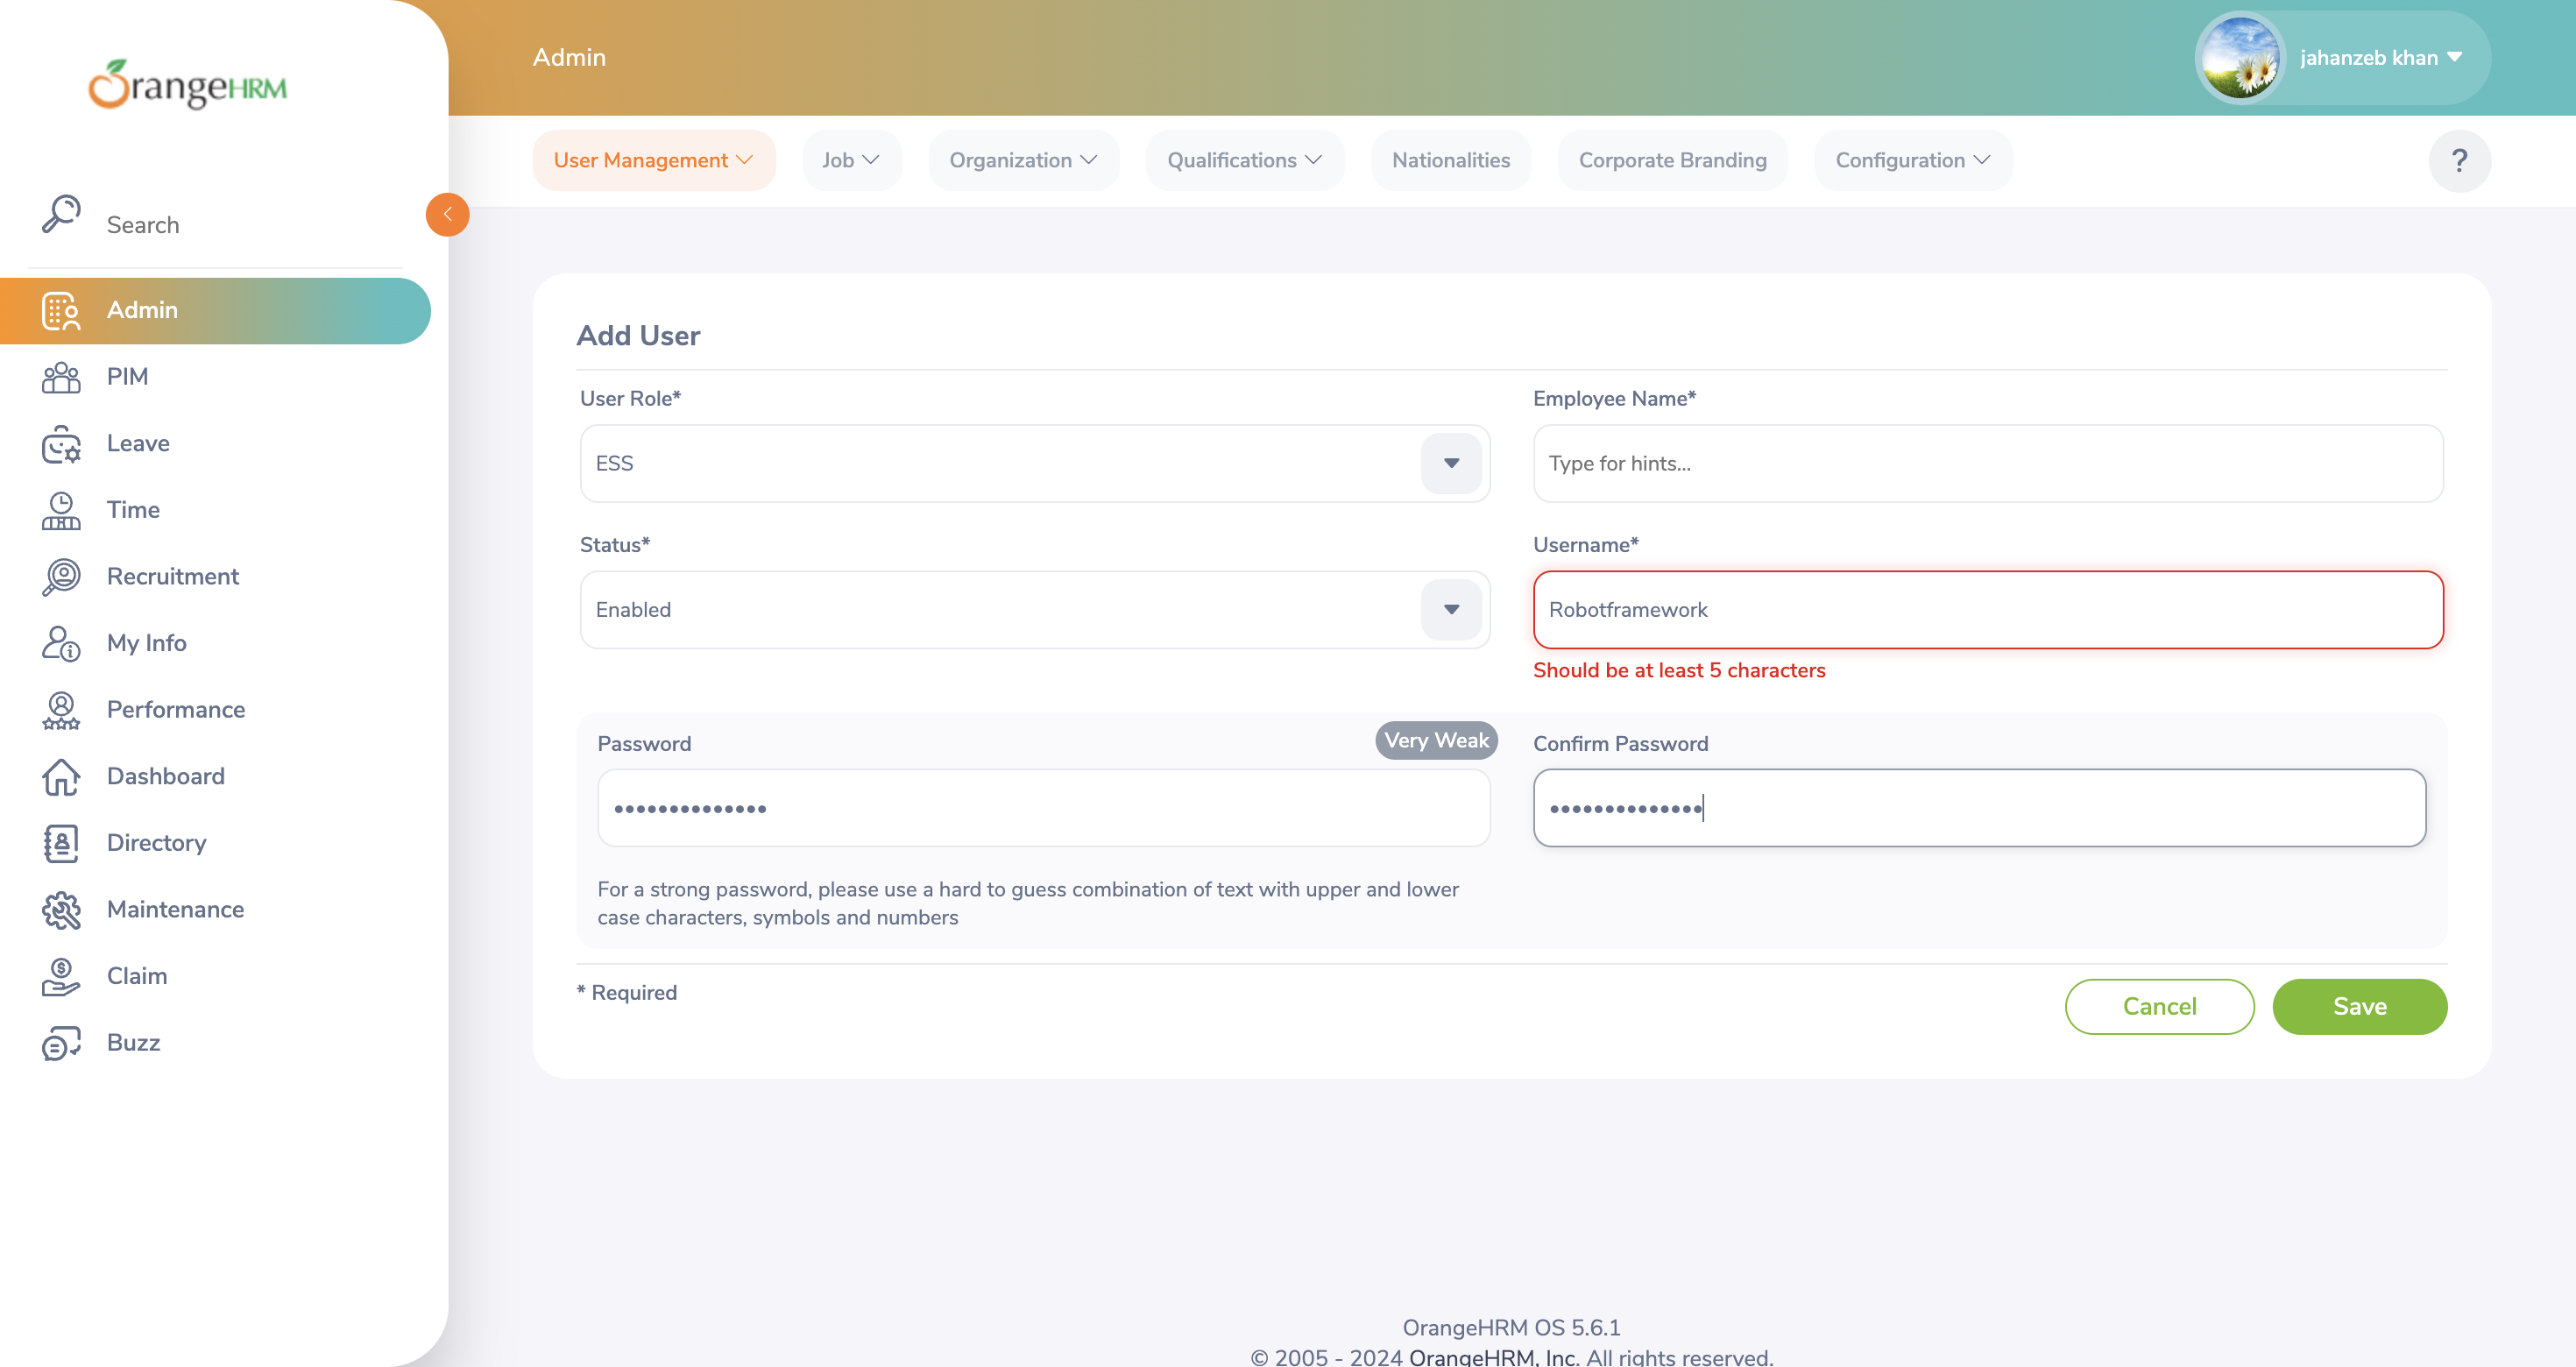 OrangeHRM
Search
Admin
PIM
Leave
Time
Recruitment
My Info
Performance
Dashboard
Directory
Maintenance
Claim
Buzz
Admin
jahanzeb khan
User Management
Job
Organization
Qualifications
Nationalities
Corporate Branding
Configuration
?
Add User
User Role*
ESS
Employee Name*
Type for hints...
Status*
Enabled
Username*
Robotframework
Should be at least 5 characters
Password
Very Weak
••••••••••••••
For a strong password, please use a hard to guess combination of text with upper and lower
case characters, symbols and numbers
Confirm Password
••••••••••••••
* Required
Cancel
Save
OrangeHRM OS 5.6.1
© 2005 - 2024 OrangeHRM, Inc. All rights reserved.